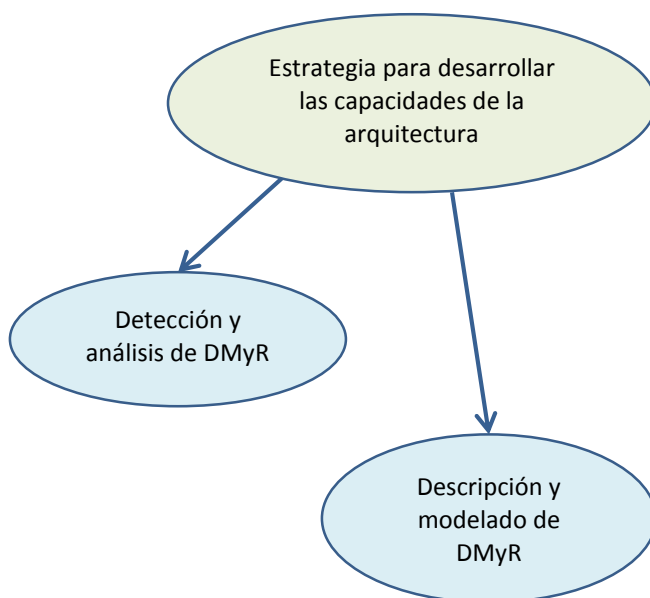 Estrategia para desarrollar
las capacidades de la
arquitectura
Detección y
análisis de DMyR
Descripción y
modelado de
DMyR